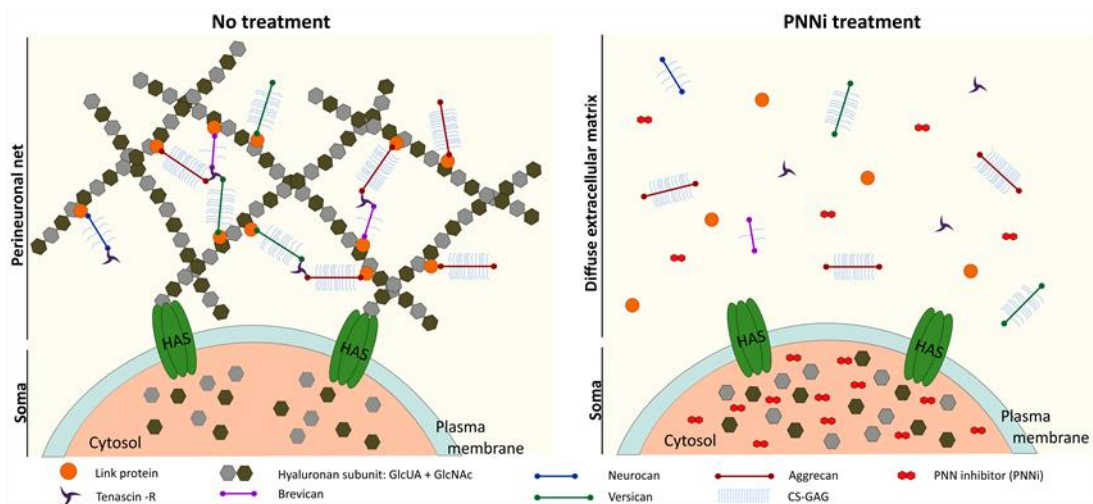 No treatment
PNNi treatment
Perineuronal net
Diffuse extracellular matrix
HAS
HAS
HAS
HAS
Soma
Soma
Cytosol
Plasma
membrane
Cytosol
Plasma
membrane
Link protein
Hyaluronan subunit: GlcUA + GlcNAc
Neurocan
Aggrecan
PNN inhibitor (PNNi)
Tenascin -R
Brevican
Versican
CS-GAG